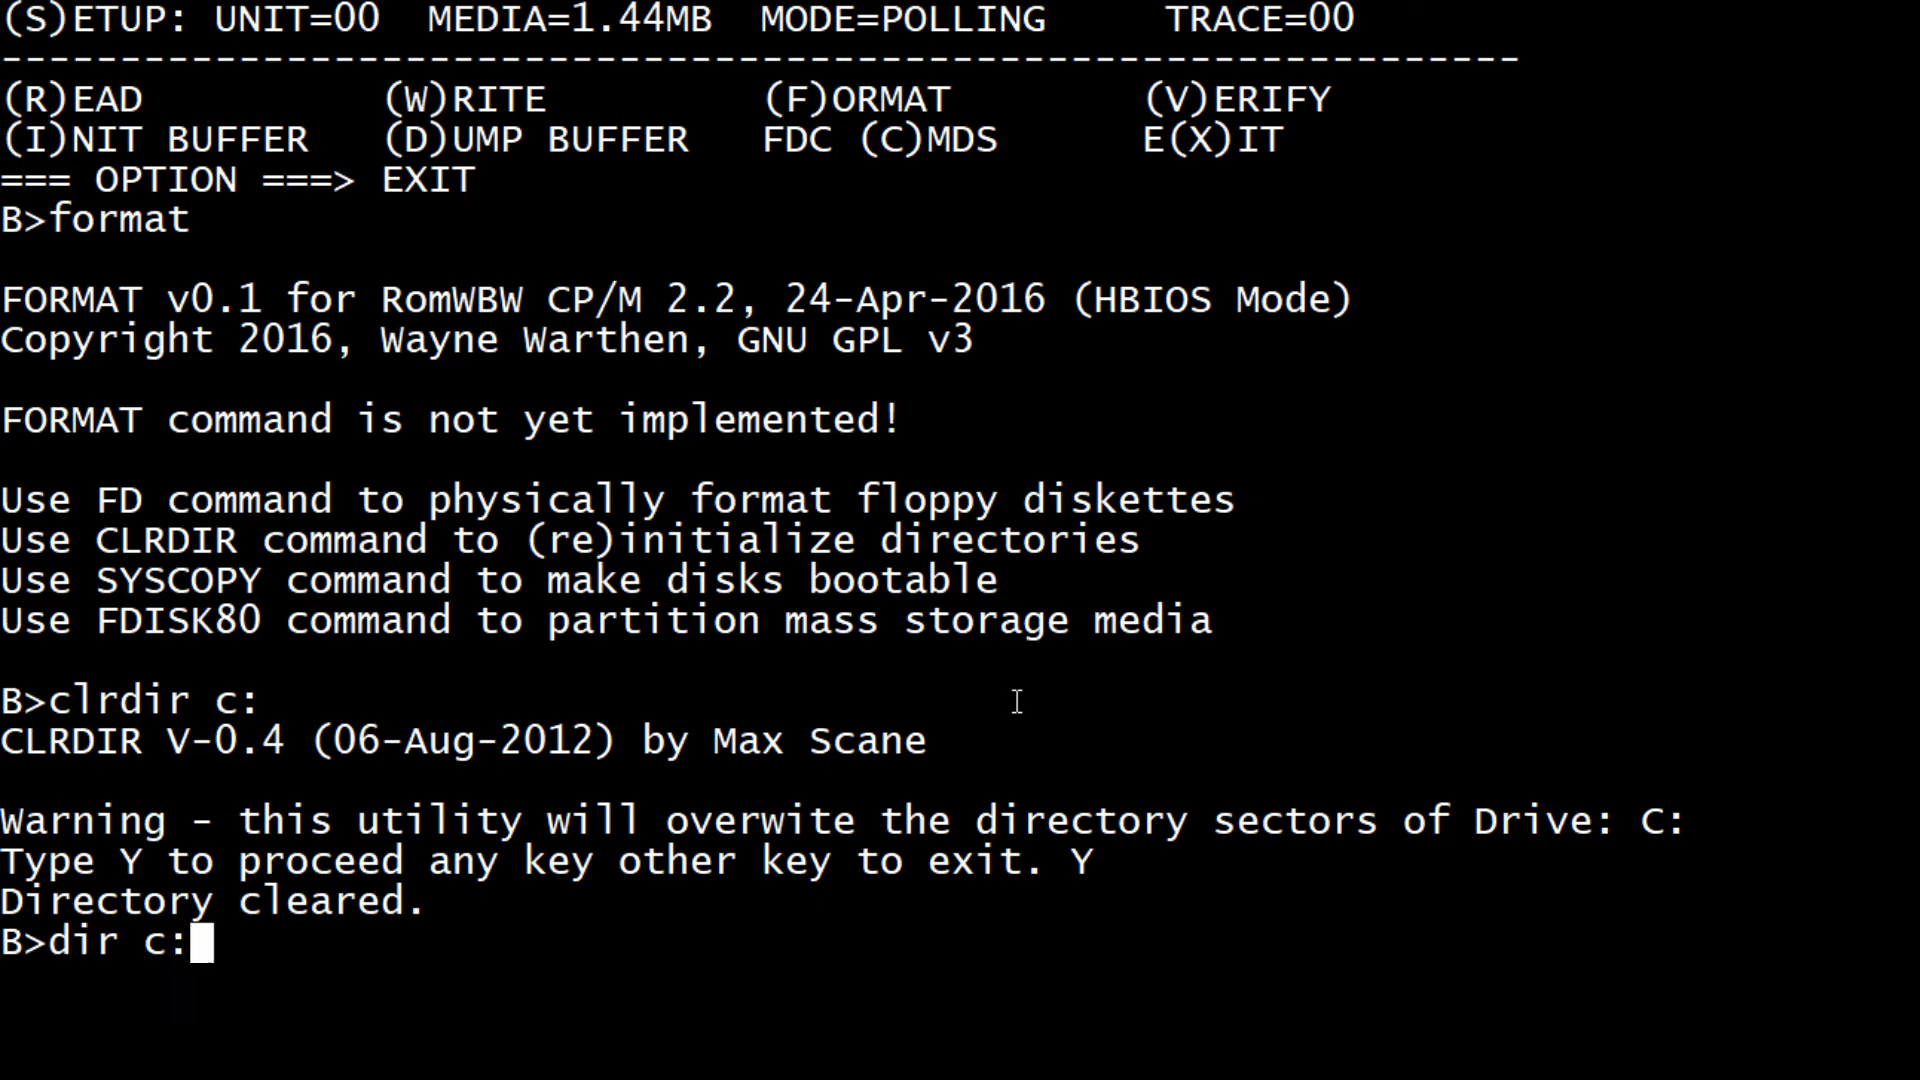 (S)ETUP: UNIT=00  MEDIA=1.44MB  MODE=POLLING     TRACE=00
----------------------------------------------------------------
(R)EAD          (W)RITE         (F)ORMAT        (V)ERIFY
(I)NIT BUFFER   (D)UMP BUFFER   FDC (C)MDS      E(X)IT
=== OPTION ===> EXIT
B>format
FORMAT v0.1 for RomWBW CP/M 2.2, 24-Apr-2016 (HBIOS Mode)
Copyright 2016, Wayne Warthen, GNU GPL v3
FORMAT command is not yet implemented!
Use FD command to physically format floppy diskettes
Use CLRDIR command to (re)initialize directories
Use SYSCOPY command to make disks bootable
Use FDISK80 command to partition mass storage media
B>clrdir c:
CLRDIR V-0.4 (06-Aug-2012) by Max Scane
Warning - this utility will overwite the directory sectors of Drive: C:
Type Y to proceed any key other key to exit. Y
Directory cleared.
B>dir c: